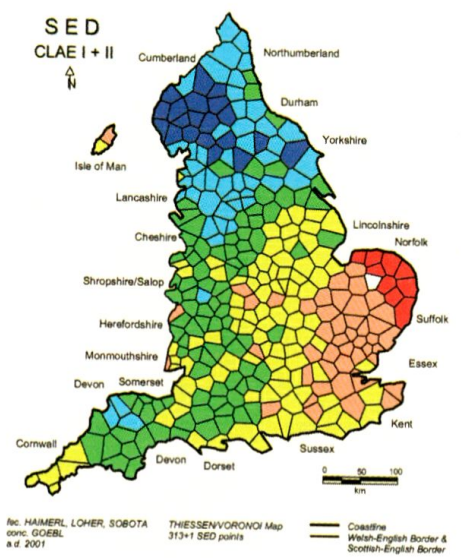 SED
CLAE I + II
N
Cumberland
Northumberland
Durham
Yorkshire
Isle of Man
Lancashire
Lincolnshire
Cheshire
Norfolk
Shropshire/Salop
Suffolk
Herefordshire
Monmouthshire
Essex
Devon
Somerset
Kent
Cornwall
Devon
Dorset
Sussex
0 50 100
km
fec. HAIMERL, LOHER, SOBOTA
conc. GOEBL
a.d. 2001
THIESSEN/VORONOI Map
313+1 SED points
Coastline
Welsh-English Border &
Scottish-English Border